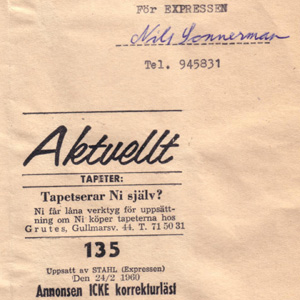 För EXPRESSEN
Nils Sonnerman
Tel. 945831
Aktuellt
TAPETER:
Tapetserar Ni själv?
Ni får låna verktyg för uppsätt-
ning om Ni köper tapeterna hos
Grutes, Gullmarsv. 44, T. 71 50 31
135
Uppsatt av STAHL (Expressen)
Den 24/2 1960
Annonsen ICKE korrekturläst